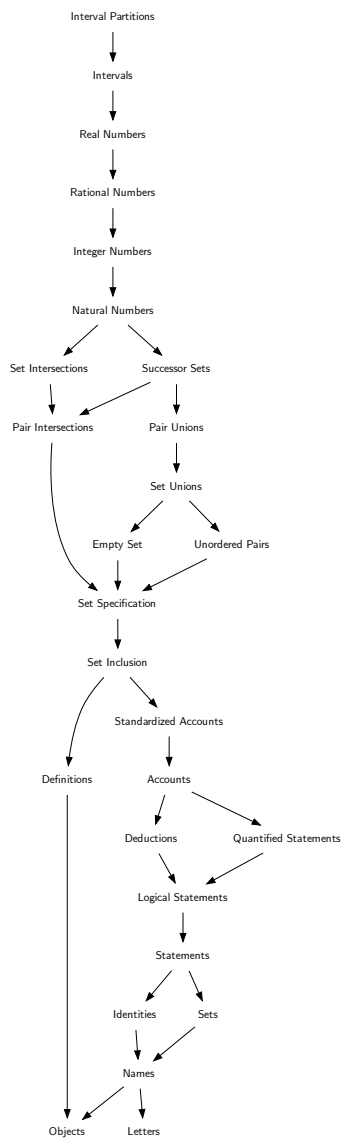 Interval Partitions
Intervals
Real Numbers
Rational Numbers
Integer Numbers
Natural Numbers
Set Intersections
Successor Sets
Pair Intersections
Pair Unions
Set Unions
Empty Set
Unordered Pairs
Set Specification
Set Inclusion
Standardized Accounts
Definitions
Accounts
Deductions
Quantified Statements
Logical Statements
Statements
Identities
Sets
Names
Objects
Letters